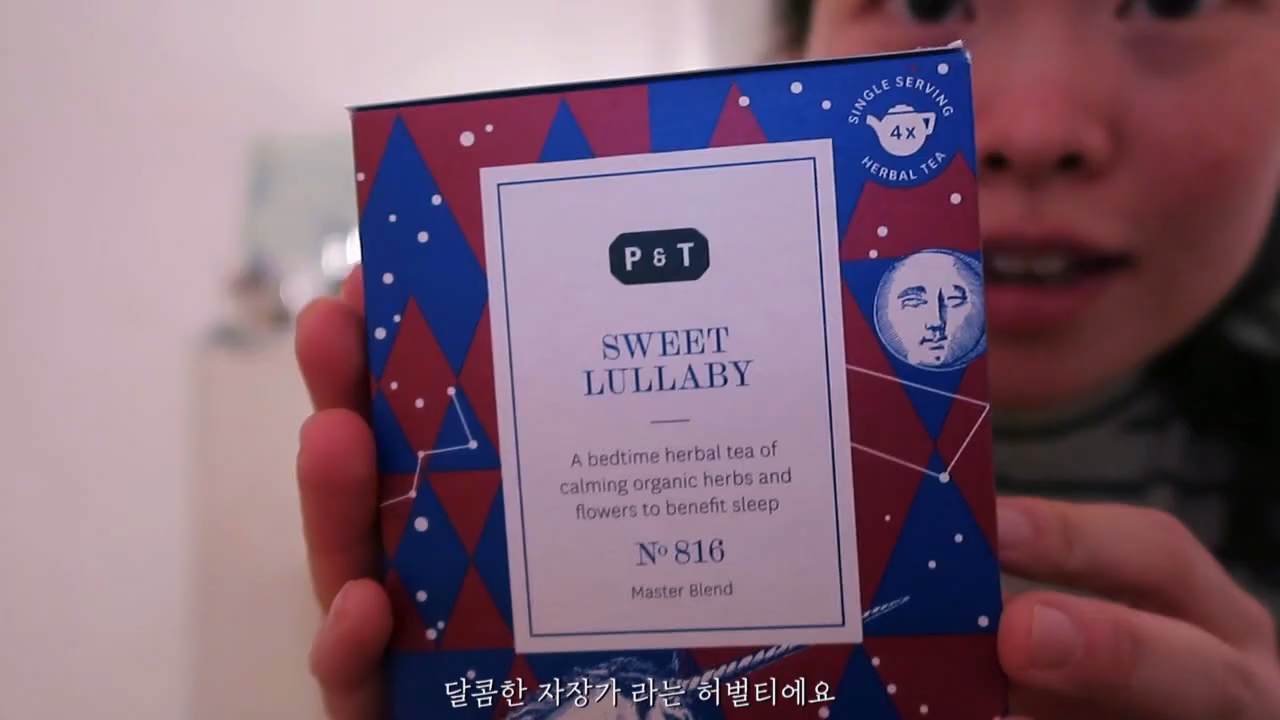 SINGLE SERVING
4x
HERBAL TEA
P & T
SWEET
LULLABY
A bedtime herbal tea of
calming organic herbs and
flowers to benefit sleep
Nº 816
Master Blend
달콤한 자장가 라는 허벌티에요